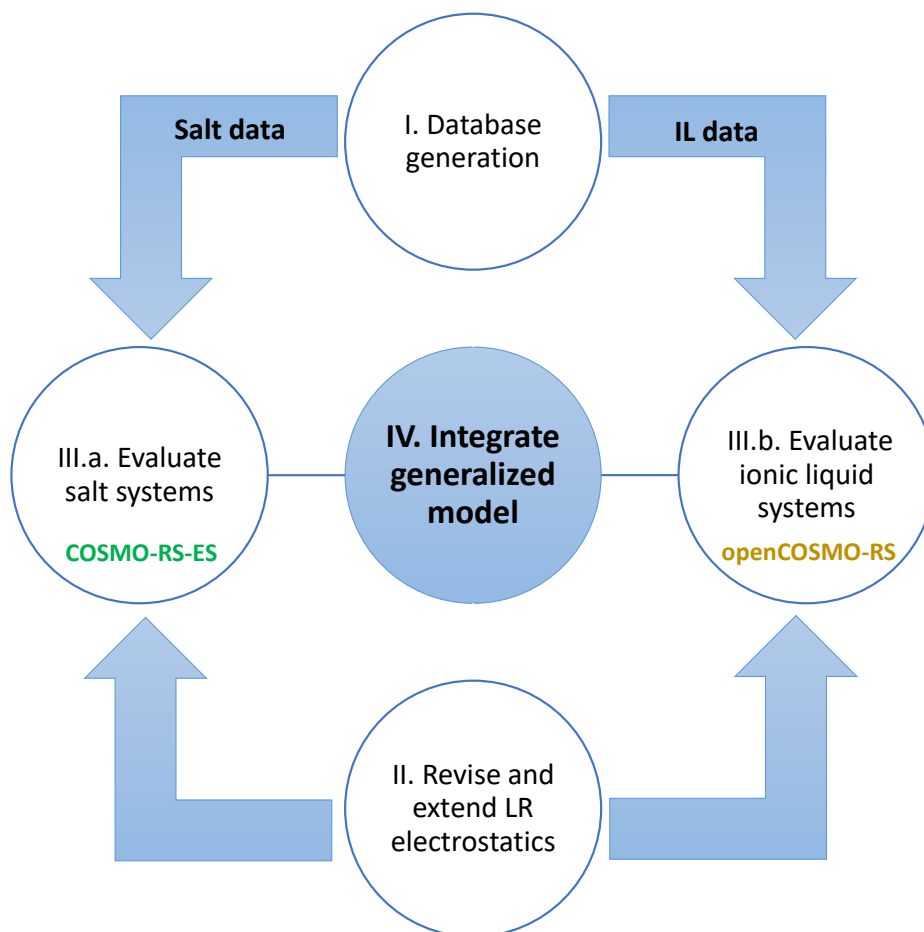 I. Database
generation
Salt data
IL data
III.a. Evaluate
salt systems
COSMO-RS-ES
IV. Integrate
generalized
model
III.b. Evaluate
ionic liquid
systems
openCOSMO-RS
II. Revise and
extend LR
electrostatics